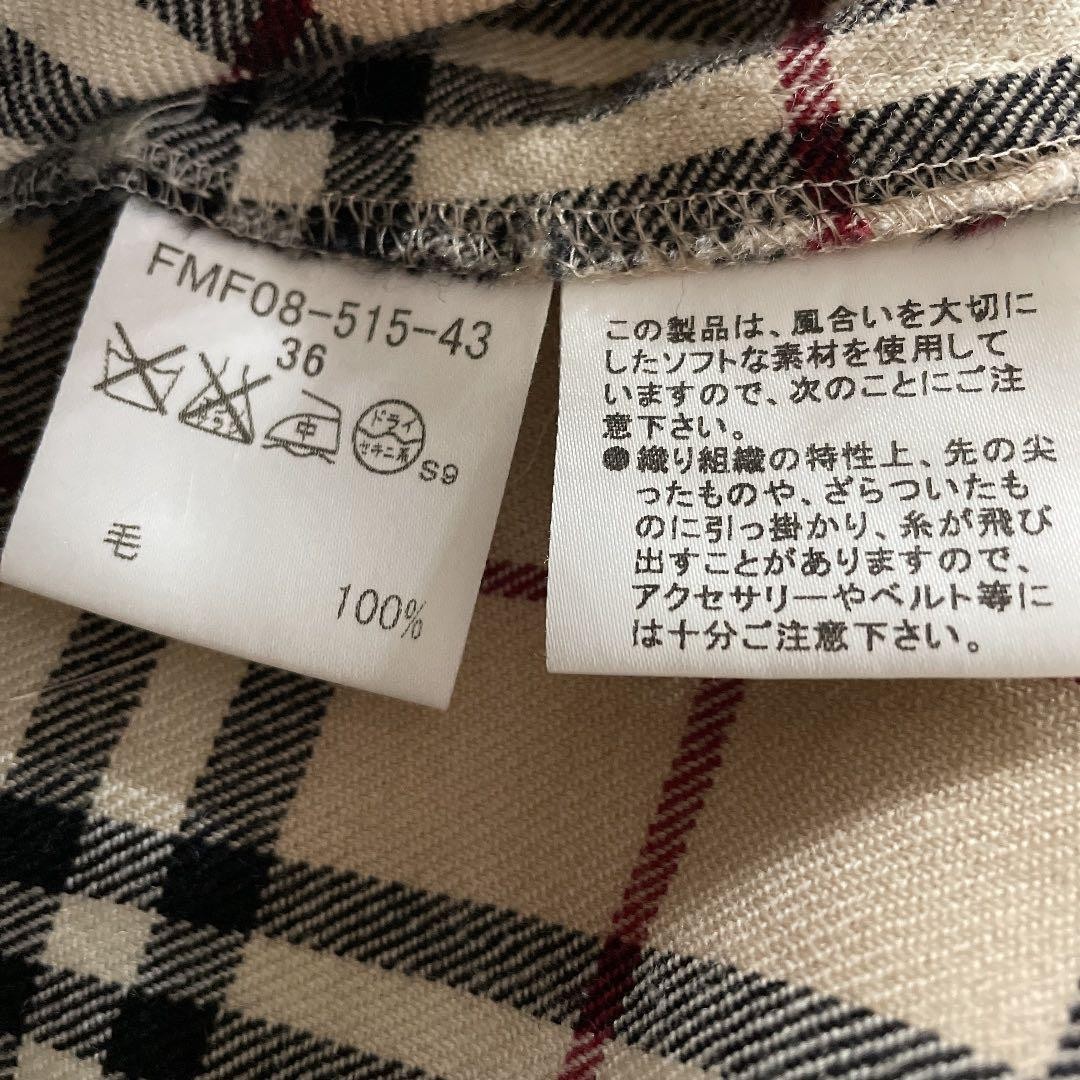 FMF08-515-43
36
エンソ
サラシ
中
ドライ
セキユ系
S9
毛
100%
この製品は、風合いを大切に
したソフトな素材を使用して
いますので、次のことにご注
意下さい。
●織り組織の特性上、先の尖
ったものや、ざらついたも
のに引っ掛かり、糸が飛び
出すことがありますので、
アクセサリーやベルト等に
は十分ご注意下さい。